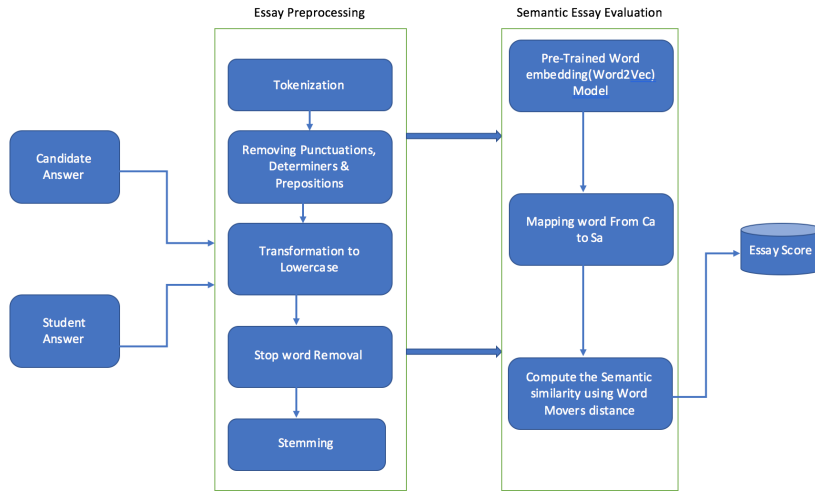 Essay Preprocessing
Semantic Essay Evaluation
Tokenization
Pre-Trained Word
embedding(Word2Vec)
Model
Candidate
Answer
Removing Punctuations,
Determiners &
Prepositions
Transformation to
Lowercase
Mapping word From Ca
to Sa
Essay Score
Student
Answer
Stop word Removal
Compute the Semantic
similarity using Word
Movers distance
Stemming